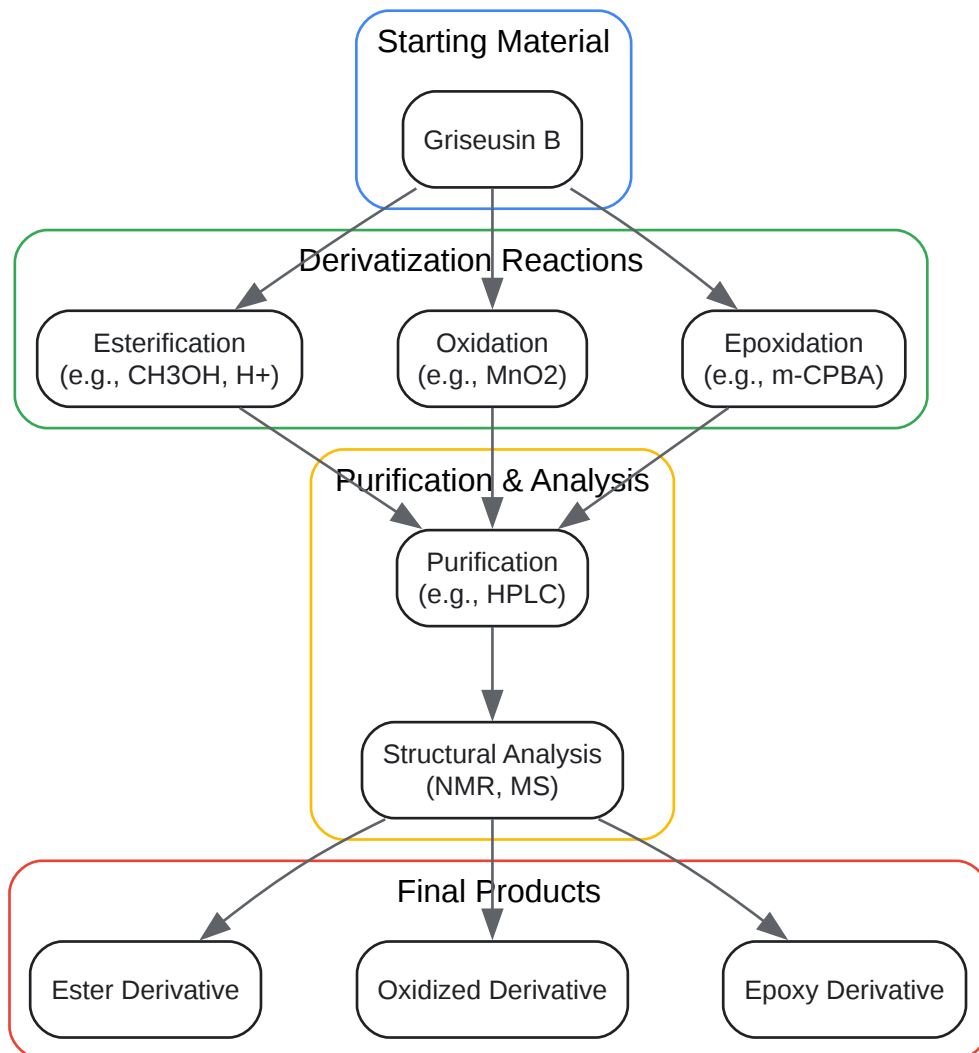 Starting Material
Griseusin B
Derivatization Reactions
Esterification
(e.g., CH3OH, H+)
Oxidation
(e.g., MnO2)
Epoxidation
(e.g., m-CPBA)
Purification & Analysis
Purification
(e.g., HPLC)
Structural Analysis
(NMR, MS)
Final Products
Ester Derivative
Oxidized Derivative
Epoxy Derivative